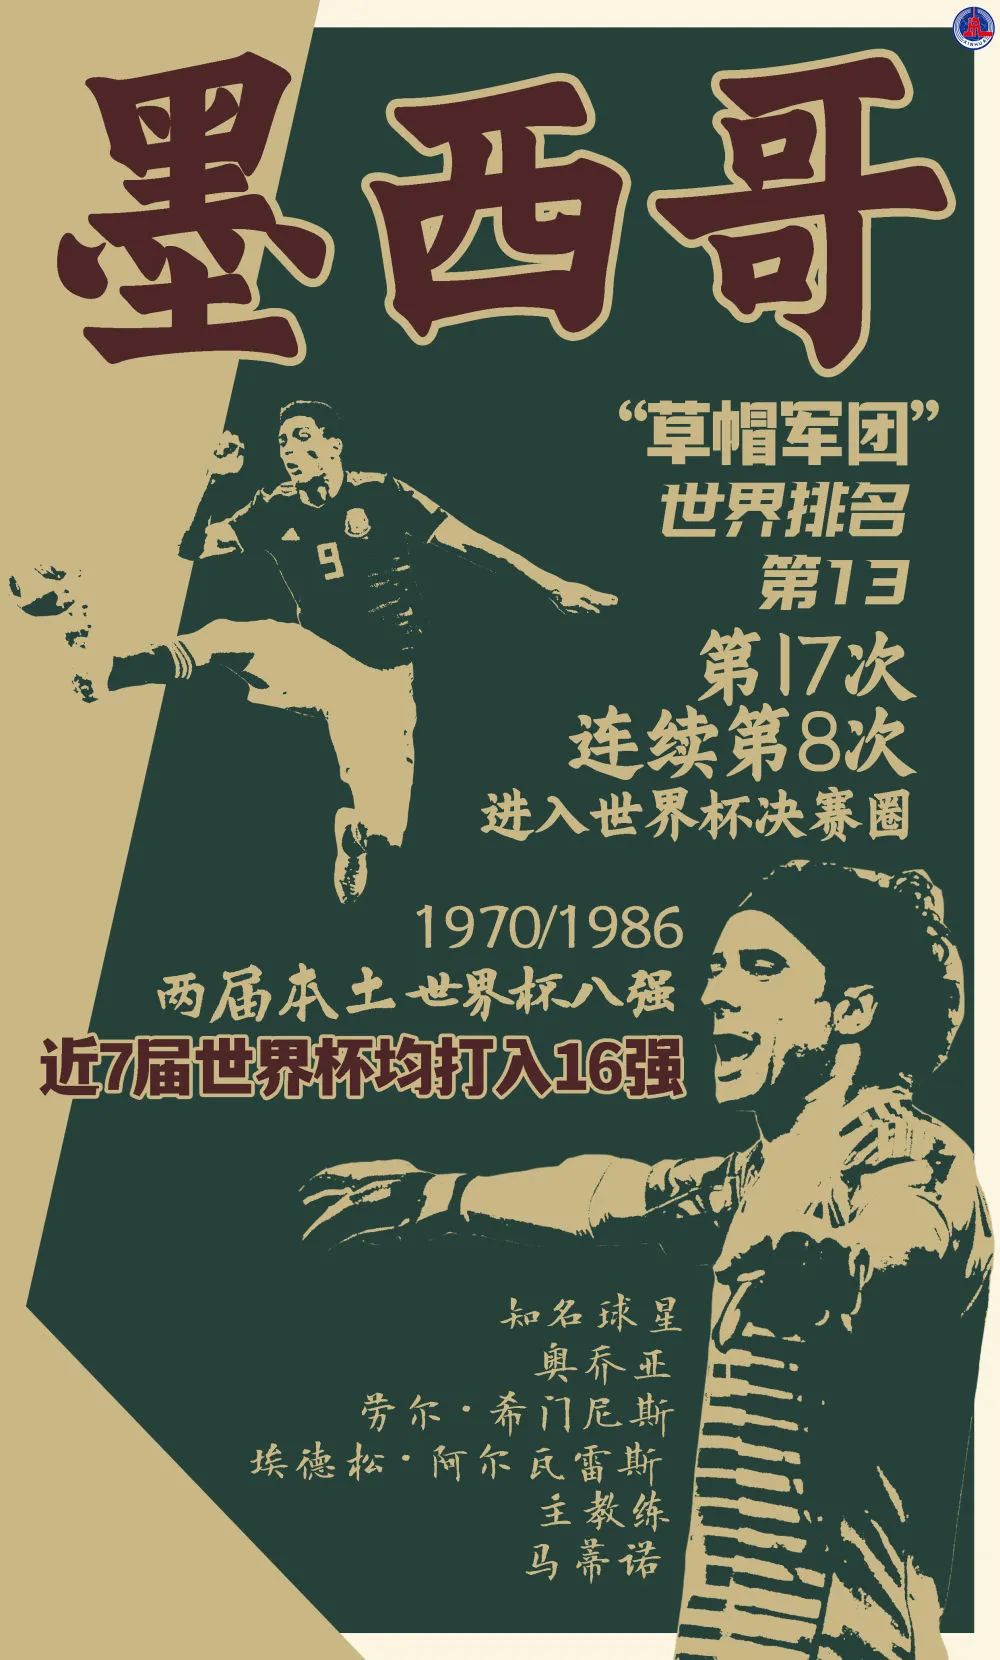 墨西哥
“草帽军团”
世界排名
第13
第17次
连续第8次
进入世界杯决赛圈
1970/1986
两届本土世界杯八强
近7届世界杯均打入16强
知名球星
奥乔亚
劳尔·希门尼斯
埃德松·阿尔瓦雷斯
主教练
马蒂诺
9
XINHUA